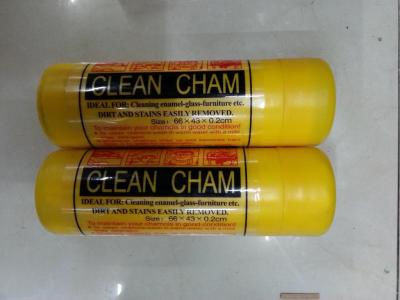 CLEAN CHAM
IDEAL FOR: Cleaning enamel-glass-furniture etc.
DIRT AND STAINS EASILY REMOVED.
Size: 66×43×0.2cm
To maintain your chamois in good condition!
CLEAN CHAM
IDEAL FOR: Cleaning enamel-glass-furniture etc.
DIRT AND STAINS EASILY REMOVED.
Size: 66×43×0.2cm
To maintain your chamois in good condition!